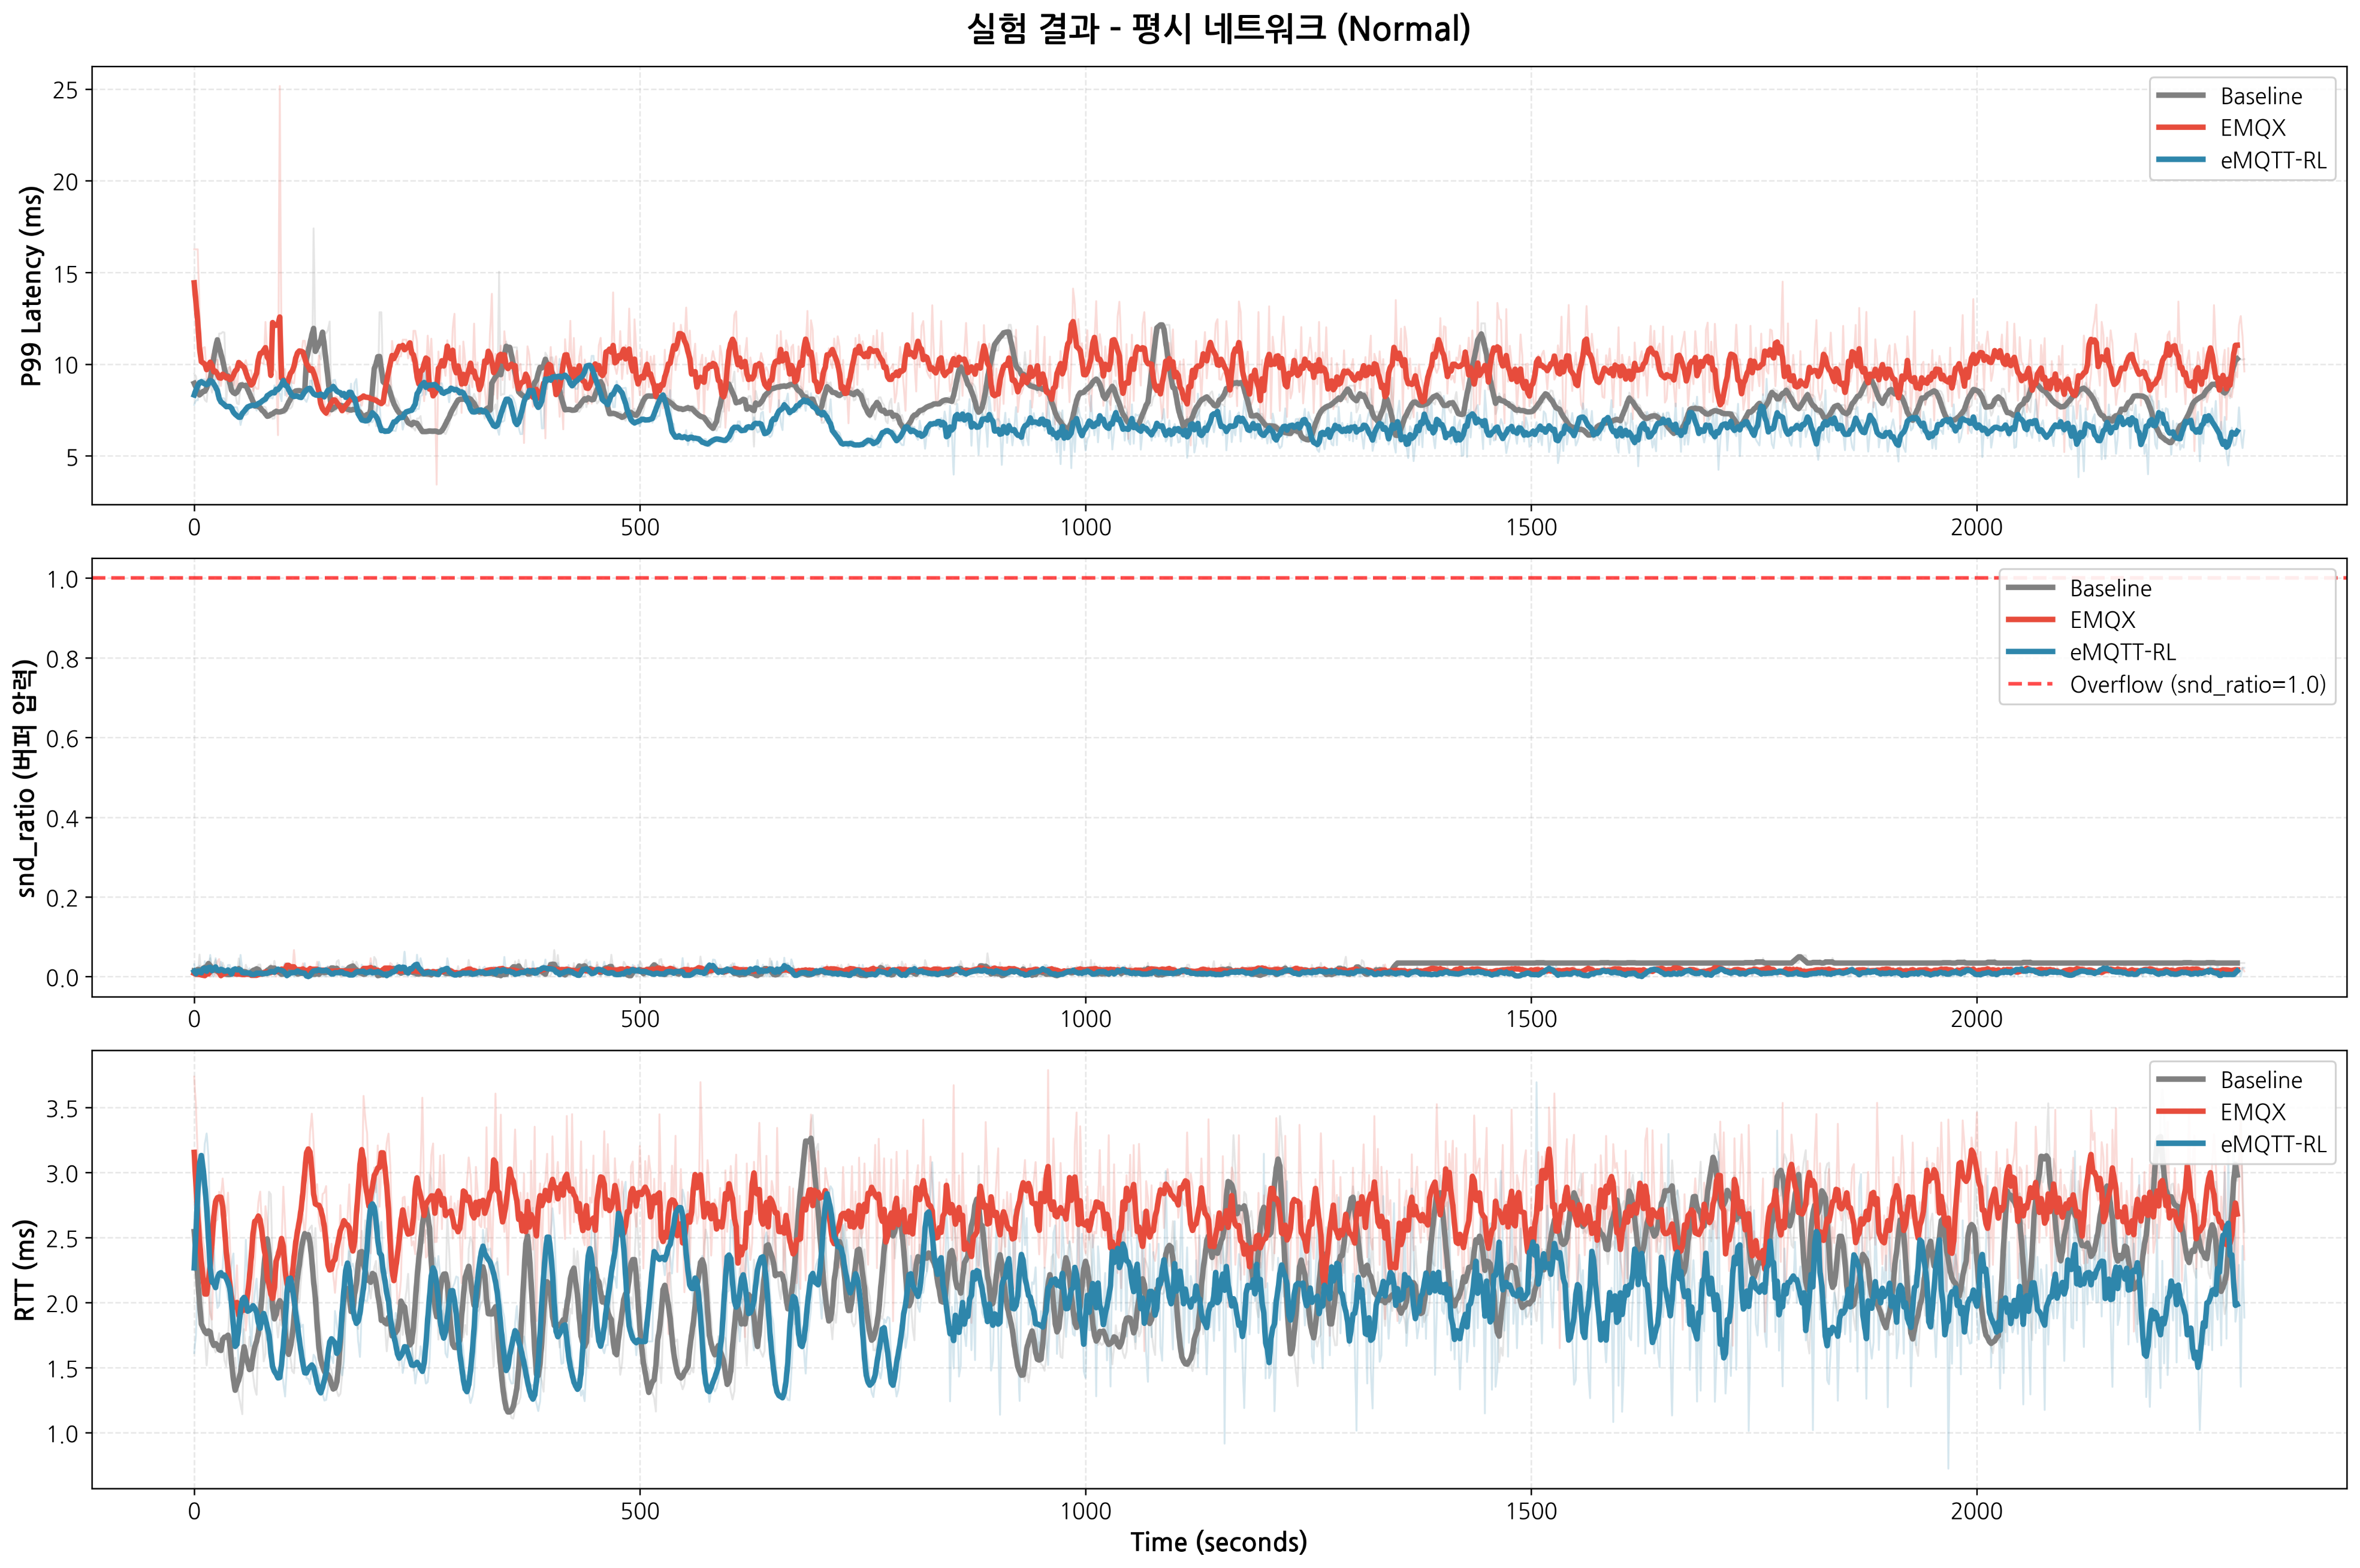 실험 결과 - 평시 네트워크 (Normal)
P99 Latency (ms)
25
20
15
10
5
Baseline
EMQX
eMQTT-RL
0 500 1000 1500 2000
snd_ratio (버퍼 압력)
1.0
0.8
0.6
0.4
0.2
0.0
Baseline
EMQX
eMQTT-RL
Overflow (snd_ratio=1.0)
0 500 1000 1500 2000
RTT (ms)
3.5
3.0
2.5
2.0
1.5
1.0
Baseline
EMQX
eMQTT-RL
0 500 1000 1500 2000
Time (seconds)